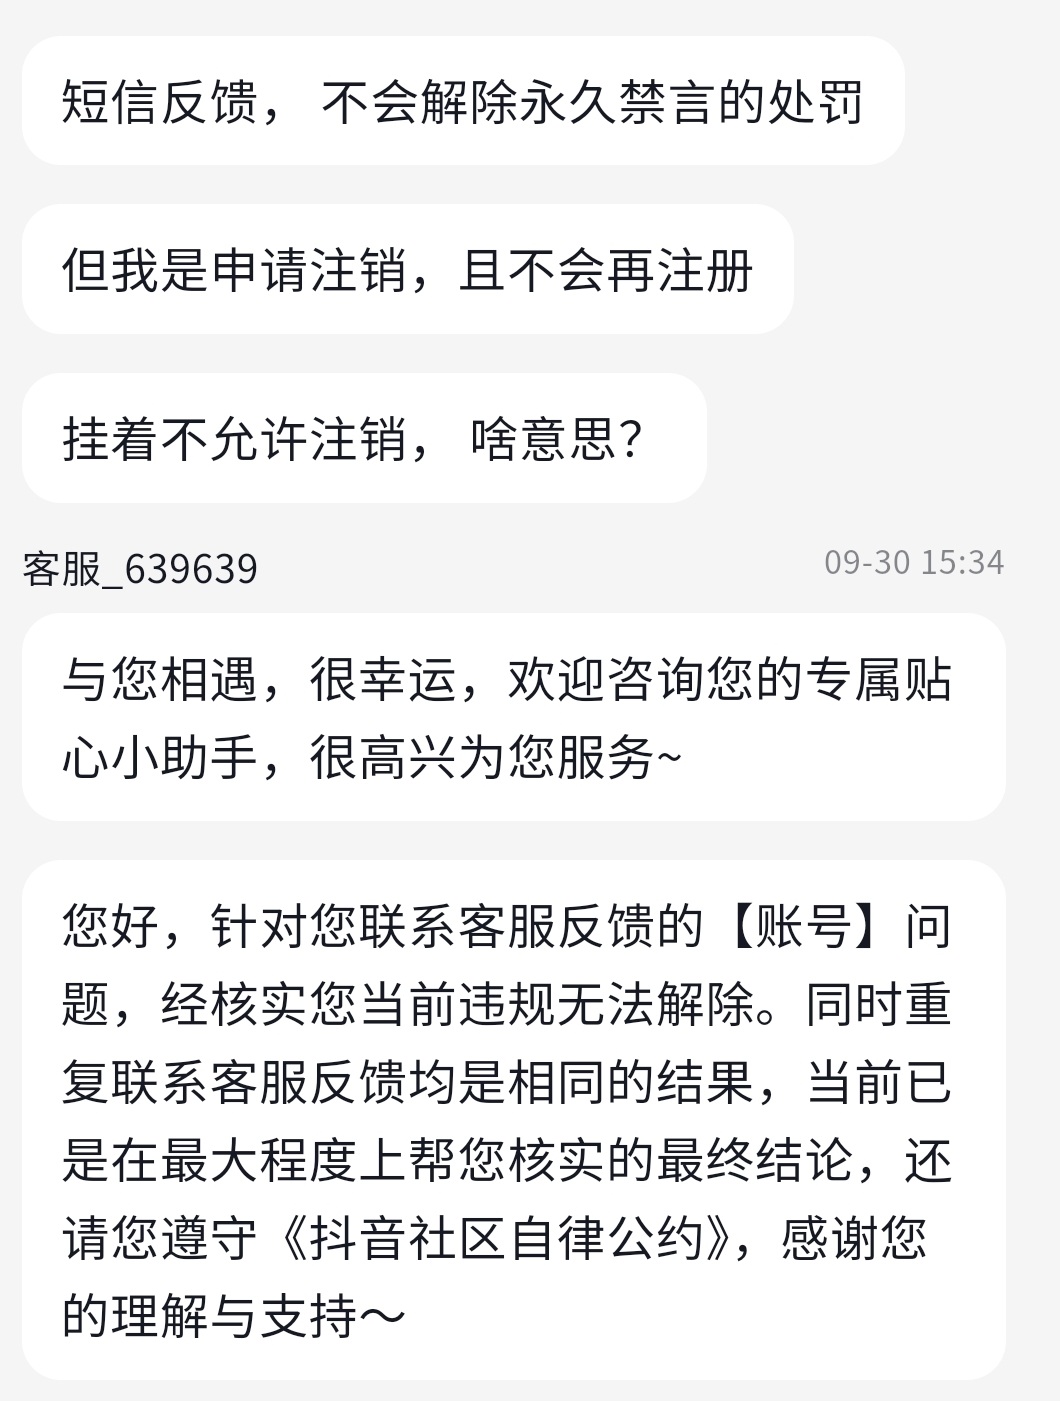 短信反馈， 不会解除永久禁言的处罚
但我是申请注销，且不会再注册
挂着不允许注销， 啥意思？
客服_639639
09-30 15:34
与您相遇，很幸运，欢迎咨询您的专属贴
心小助手，很高兴为您服务~
您好，针对您联系客服反馈的【账号】问
题，经核实您当前违规无法解除。同时重
复联系客服反馈均是相同的结果，当前已
是在最大程度上帮您核实的最终结论，还
请您遵守《抖音社区自律公约》，感谢您
的理解与支持～